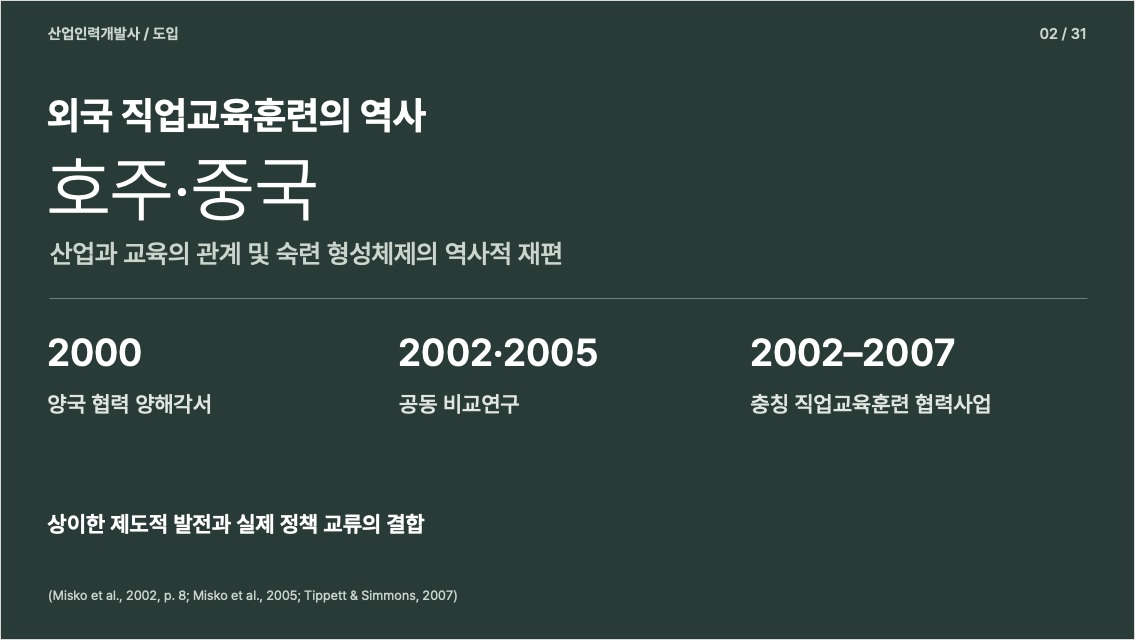 산업인력개발사 / 도입
02 / 31
외국 직업교육훈련의 역사
호주·중국
산업과 교육의 관계 및 숙련 형성체제의 역사적 재편
2000
양국 협력 양해각서
2002·2005
공동 비교연구
2002–2007
충칭 직업교육훈련 협력사업
상이한 제도적 발전과 실제 정책 교류의 결합
(Misko et al., 2002, p. 8; Misko et al., 2005; Tippett & Simmons, 2007)